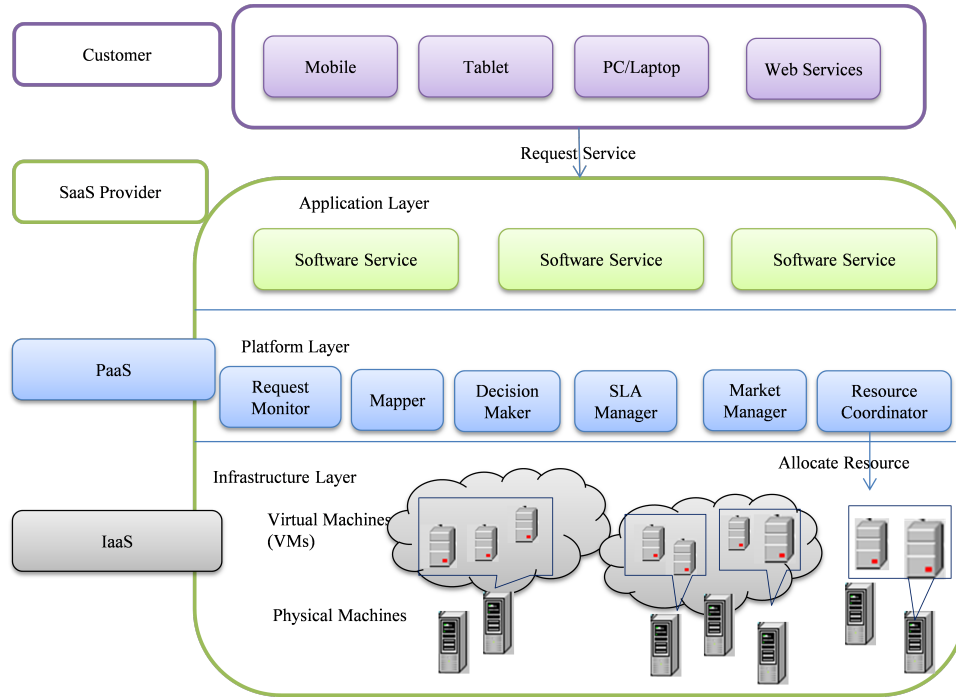 Customer
Mobile
Tablet
PC/Laptop
Web Services
Request Service
SaaS Provider
Application Layer
Software Service
Software Service
Software Service
Platform Layer
PaaS
Request
Monitor
Mapper
Decision
Maker
SLA
Manager
Market
Manager
Resource
Coordinator
Allocate Resource
Infrastructure Layer
Virtual Machines
(VMs)
IaaS
Physical Machines